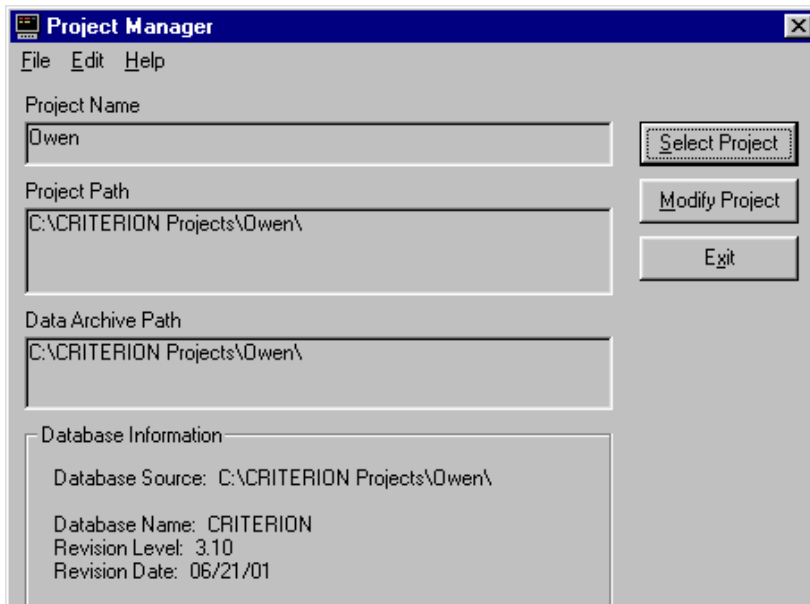 Project Manager
File Edit Help
Project Name
Owen
Select Project
Project Path
Modify Project
C:\CRITERION Projects\Owen\
Exit
Data Archive Path
C:\CRITERION Projects\Owen\
Database Information
Database Source: C:\CRITERION Projects\Owen\
Database Name: CRITERION
Revision Level: 3.10
Revision Date: 06/21/01